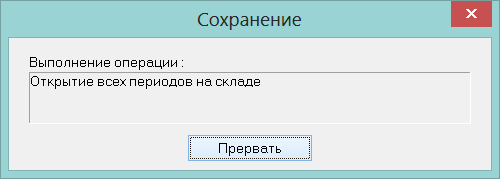 Сохранение
Выполнение операции :
Открытие всех периодов на складе
Прервать